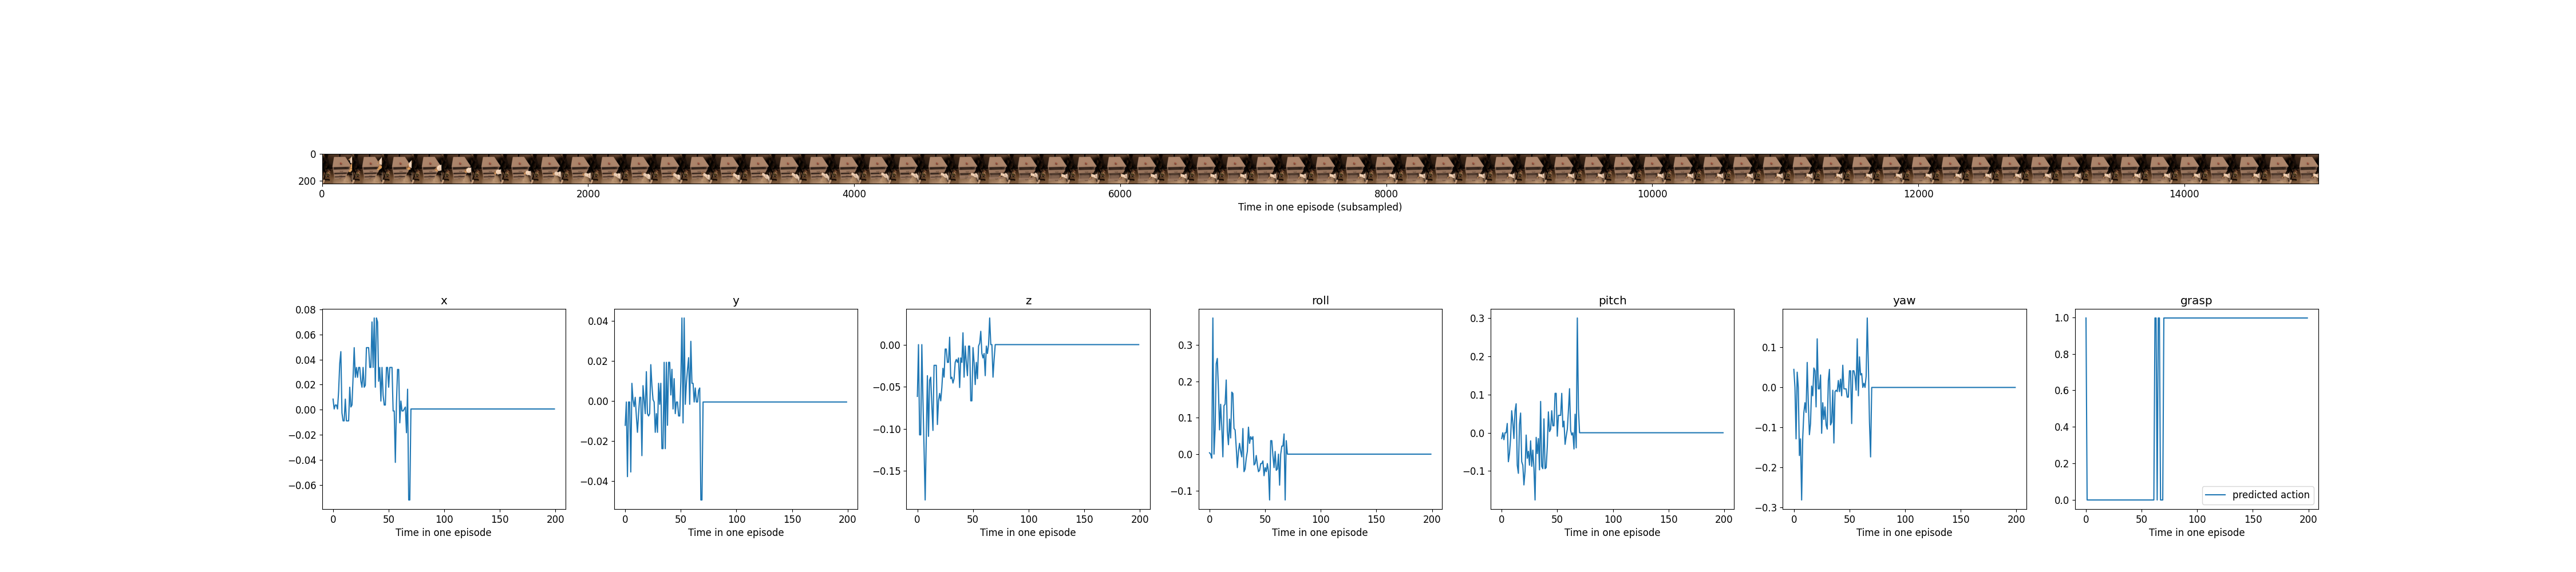 0
200
0 2000 4000 6000 8000 10000 12000 14000
Time in one episode (subsampled)
x y z roll pitch yaw grasp
0.08
0.06
0.04
0.02
0.00
−0.02
−0.04
−0.06
0 50 100 150 200
Time in one episode
0.04
0.02
0.00
−0.02
−0.04
0 50 100 150 200
Time in one episode
0.00
−0.05
−0.10
−0.15
0 50 100 150 200
Time in one episode
0.3
0.2
0.1
0.0
−0.1
0 50 100 150 200
Time in one episode
0.3
0.2
0.1
0.0
−0.1
0 50 100 150 200
Time in one episode
0.1
0.0
−0.1
−0.2
−0.3
0 50 100 150 200
Time in one episode
1.0
0.8
0.6
0.4
0.2
0.0
predicted action
0 50 100 150 200
Time in one episode